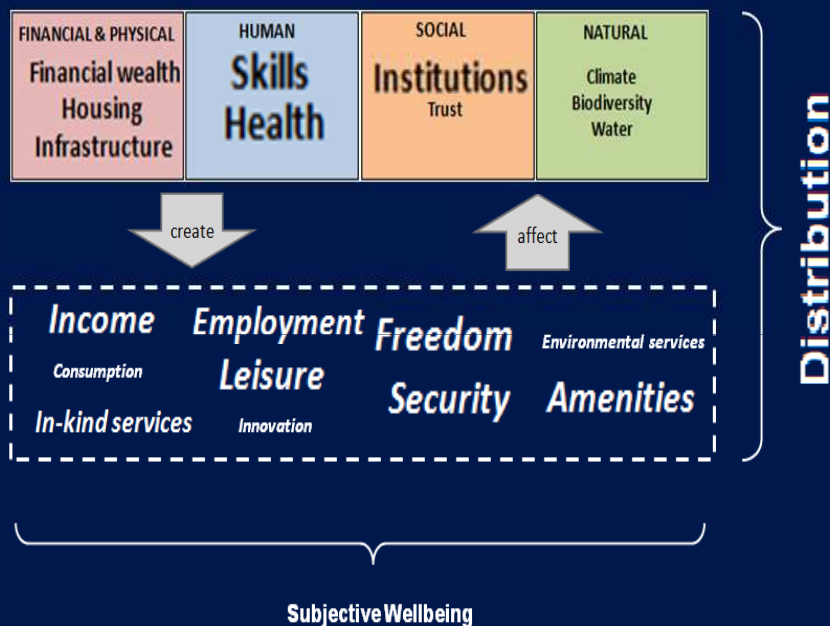 FINANCIAL & PHYSICAL
Financial wealth
Housing
Infrastructure
HUMAN
Skills
Health
SOCIAL
Institutions
Trust
NATURAL
Climate
Biodiversity
Water
create
affect
Income
Consumption
In-kind services
Employment
Leisure
Innovation
Freedom
Security
Environmental services
Amenities
Distribution
Subjective Wellbeing